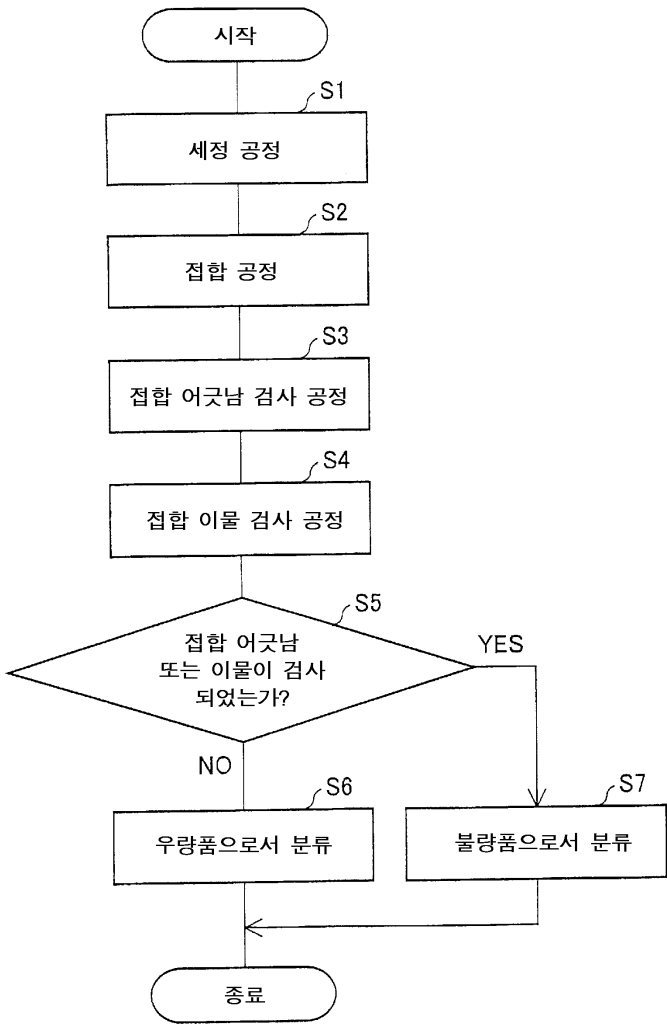 시작
S1
세정 공정
S2
접합 공정
S3
접합 어긋남 검사 공정
S4
접합 이물 검사 공정
S5
접합 어긋남
또는 이물이 검사
되었는가?
YES
NO
S6
우량품으로서 분류
S7
불량품으로서 분류
종료